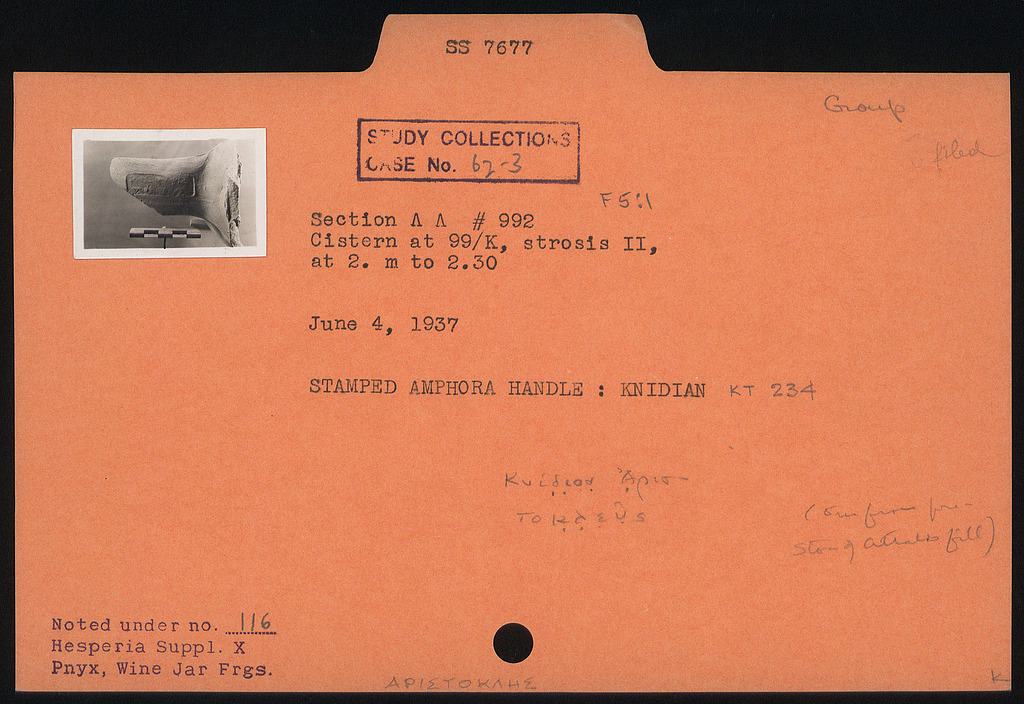 SS 7677
Group
filed
STUDY COLLECTIONS
CASE No. 62-3
F 5:1
Section Λ Λ # 992
Cistern at 99/K, strosis II,
at 2. m to 2.30
June 4, 1937
STAMPED AMPHORA HANDLE : KNIDIAN KT 234
Κνίδιον Ἀρισ-
τοκλεῦς
fill)
Noted under no. 116
Hesperia Suppl. X
Pnyx, Wine Jar Frgs.
ΑΡΙΣΤΟΚΛΗΣ
K